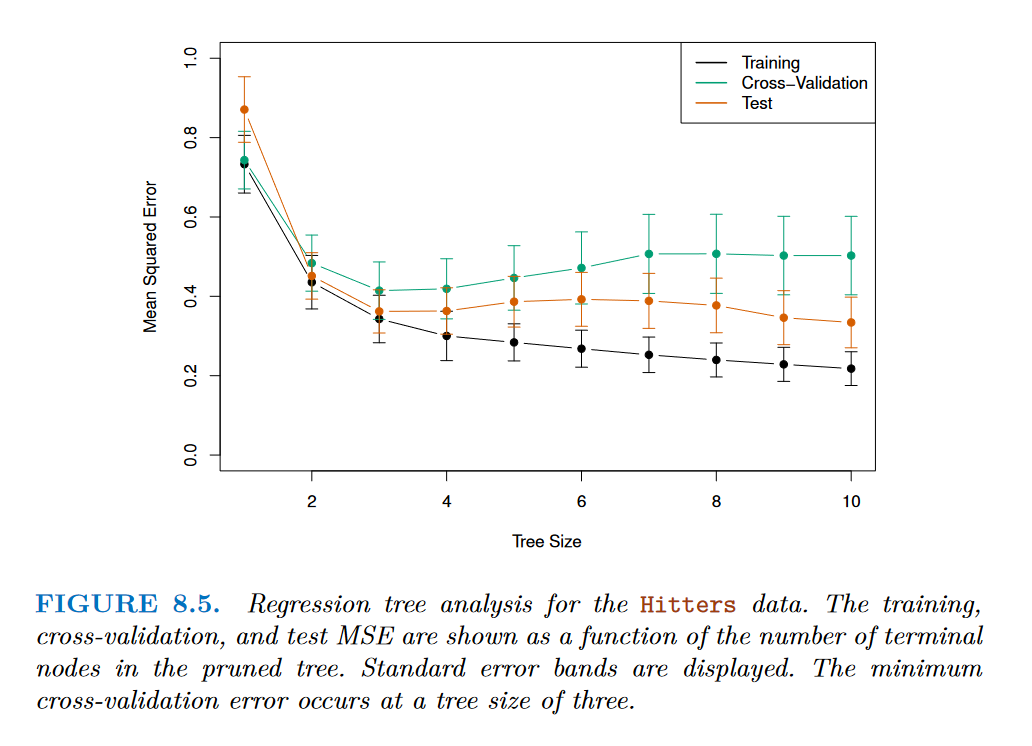 Training
Cross−Validation
Test
Mean Squared Error
1.0
0.8
0.6
0.4
0.2
0.0
2 4 6 8 10
Tree Size
FIGURE 8.5. Regression tree analysis for the Hitters data. The training,
cross-validation, and test MSE are shown as a function of the number of terminal
nodes in the pruned tree. Standard error bands are displayed. The minimum
cross-validation error occurs at a tree size of three.